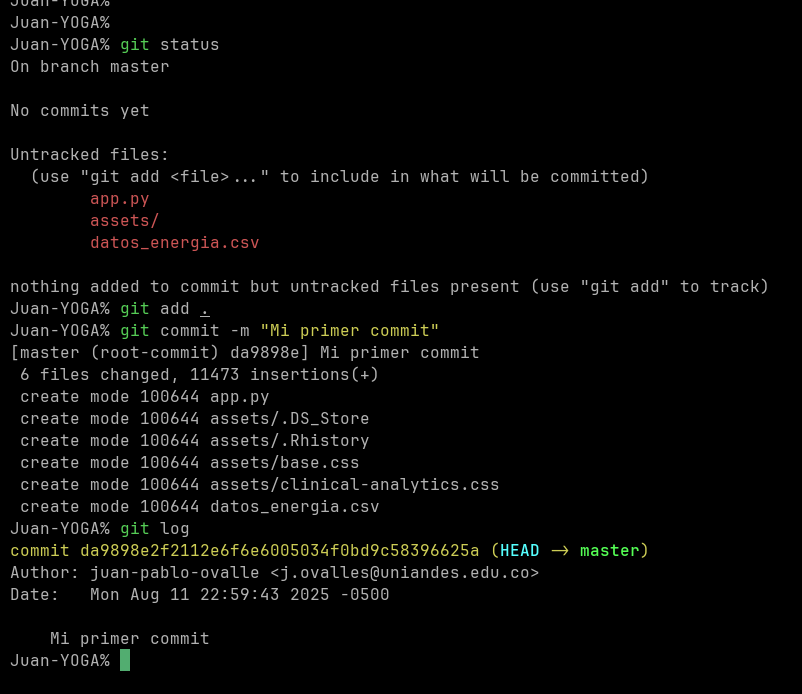 Juan-YOGA%
Juan-YOGA%
Juan-YOGA% git status
On branch master
No commits yet
Untracked files:
  (use "git add <file>..." to include in what will be committed)
        app.py
        assets/
        datos_energia.csv
nothing added to commit but untracked files present (use "git add" to track)
Juan-YOGA% git add .
Juan-YOGA% git commit -m "Mi primer commit"
[master (root-commit) da9898e] Mi primer commit
 6 files changed, 11473 insertions(+)
 create mode 100644 app.py
 create mode 100644 assets/.DS_Store
 create mode 100644 assets/.Rhistory
 create mode 100644 assets/base.css
 create mode 100644 assets/clinical-analytics.css
 create mode 100644 datos_energia.csv
Juan-YOGA% git log
commit da9898e2f2112e6f6e6005034f0bd9c58396625a (HEAD -> master)
Author: juan-pablo-ovalle <j.ovalles@uniandes.edu.co>
Date:   Mon Aug 11 22:59:43 2025 -0500
    Mi primer commit
Juan-YOGA%